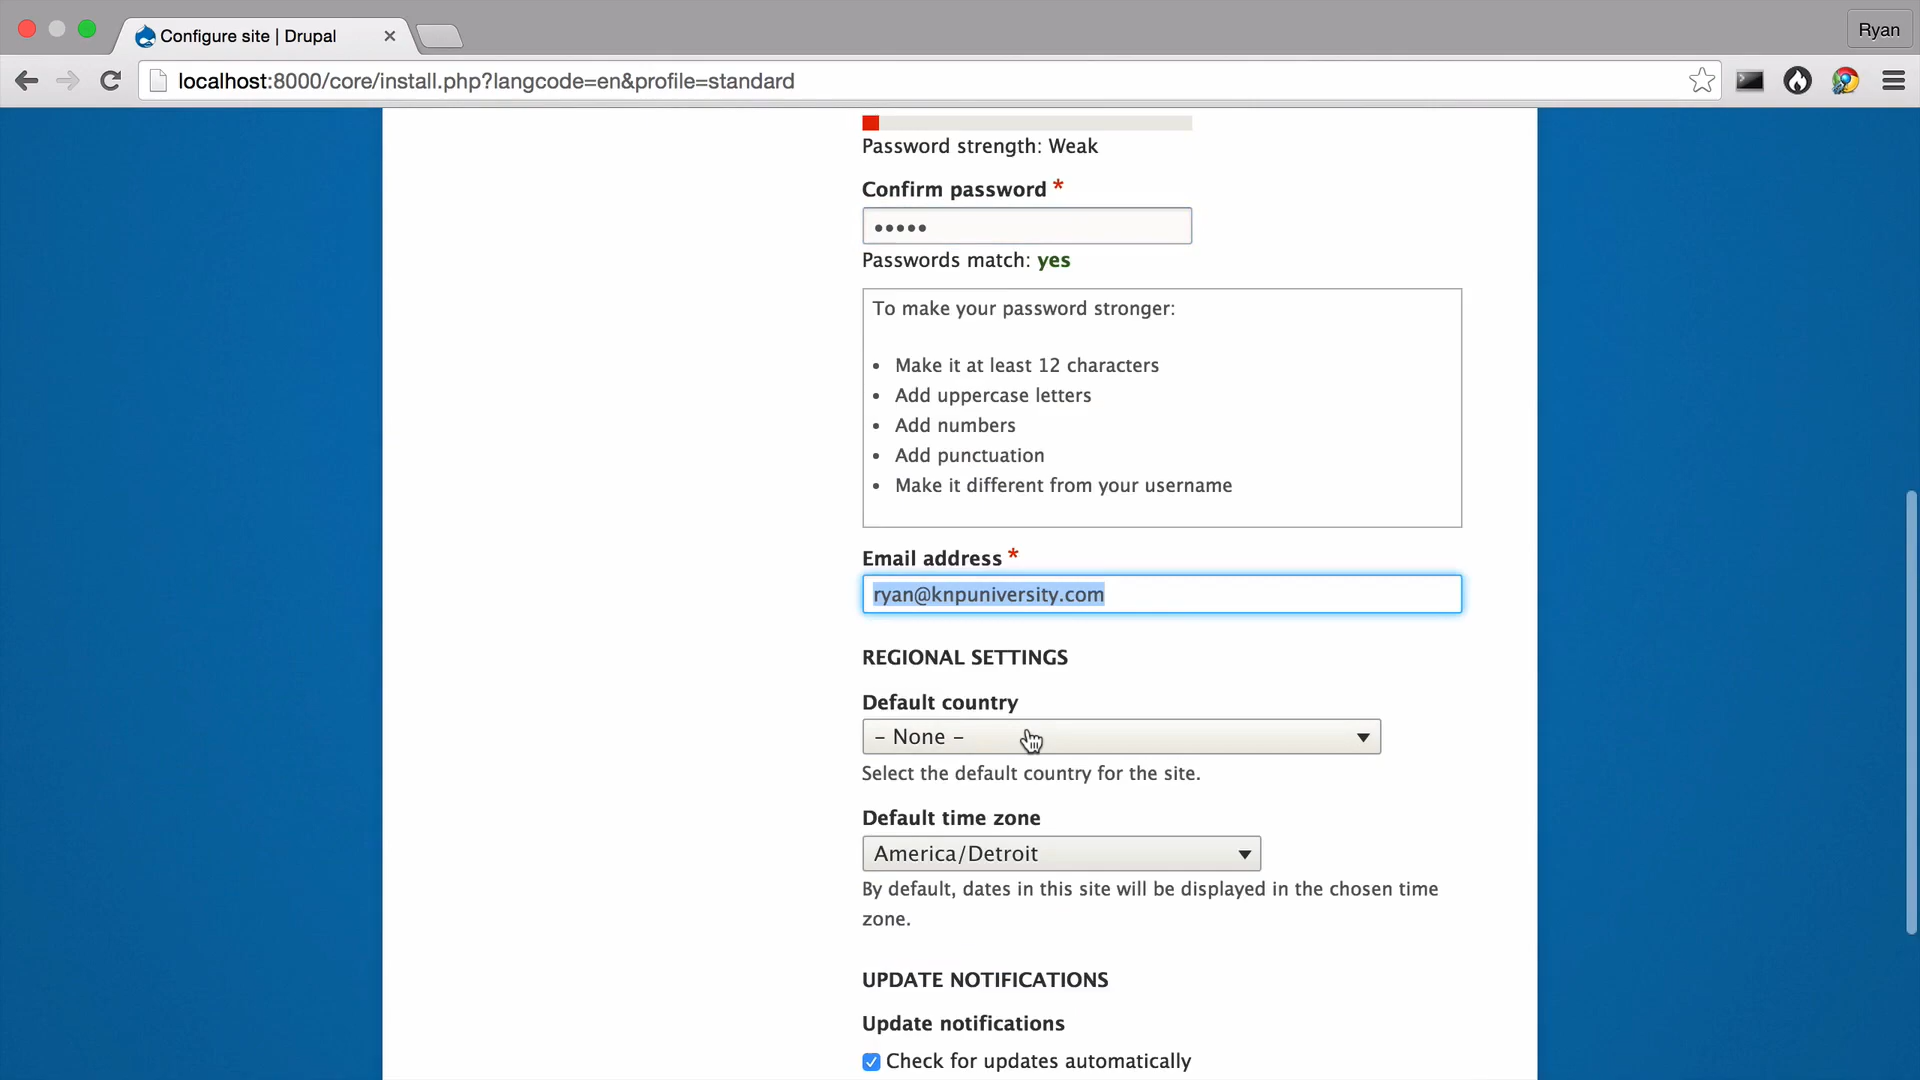 Configure site | Drupal
Ryan
localhost:8000/core/install.php?langcode=en&profile=standard
Password strength: Weak
Confirm password *
•••••
Passwords match: yes
To make your password stronger:
• Make it at least 12 characters
• Add uppercase letters
• Add numbers
• Add punctuation
• Make it different from your username
Email address *
ryan@knpuniversity.com
REGIONAL SETTINGS
Default country
– None –
Select the default country for the site.
Default time zone
America/Detroit
By default, dates in this site will be displayed in the chosen time
zone.
UPDATE NOTIFICATIONS
Update notifications
Check for updates automatically